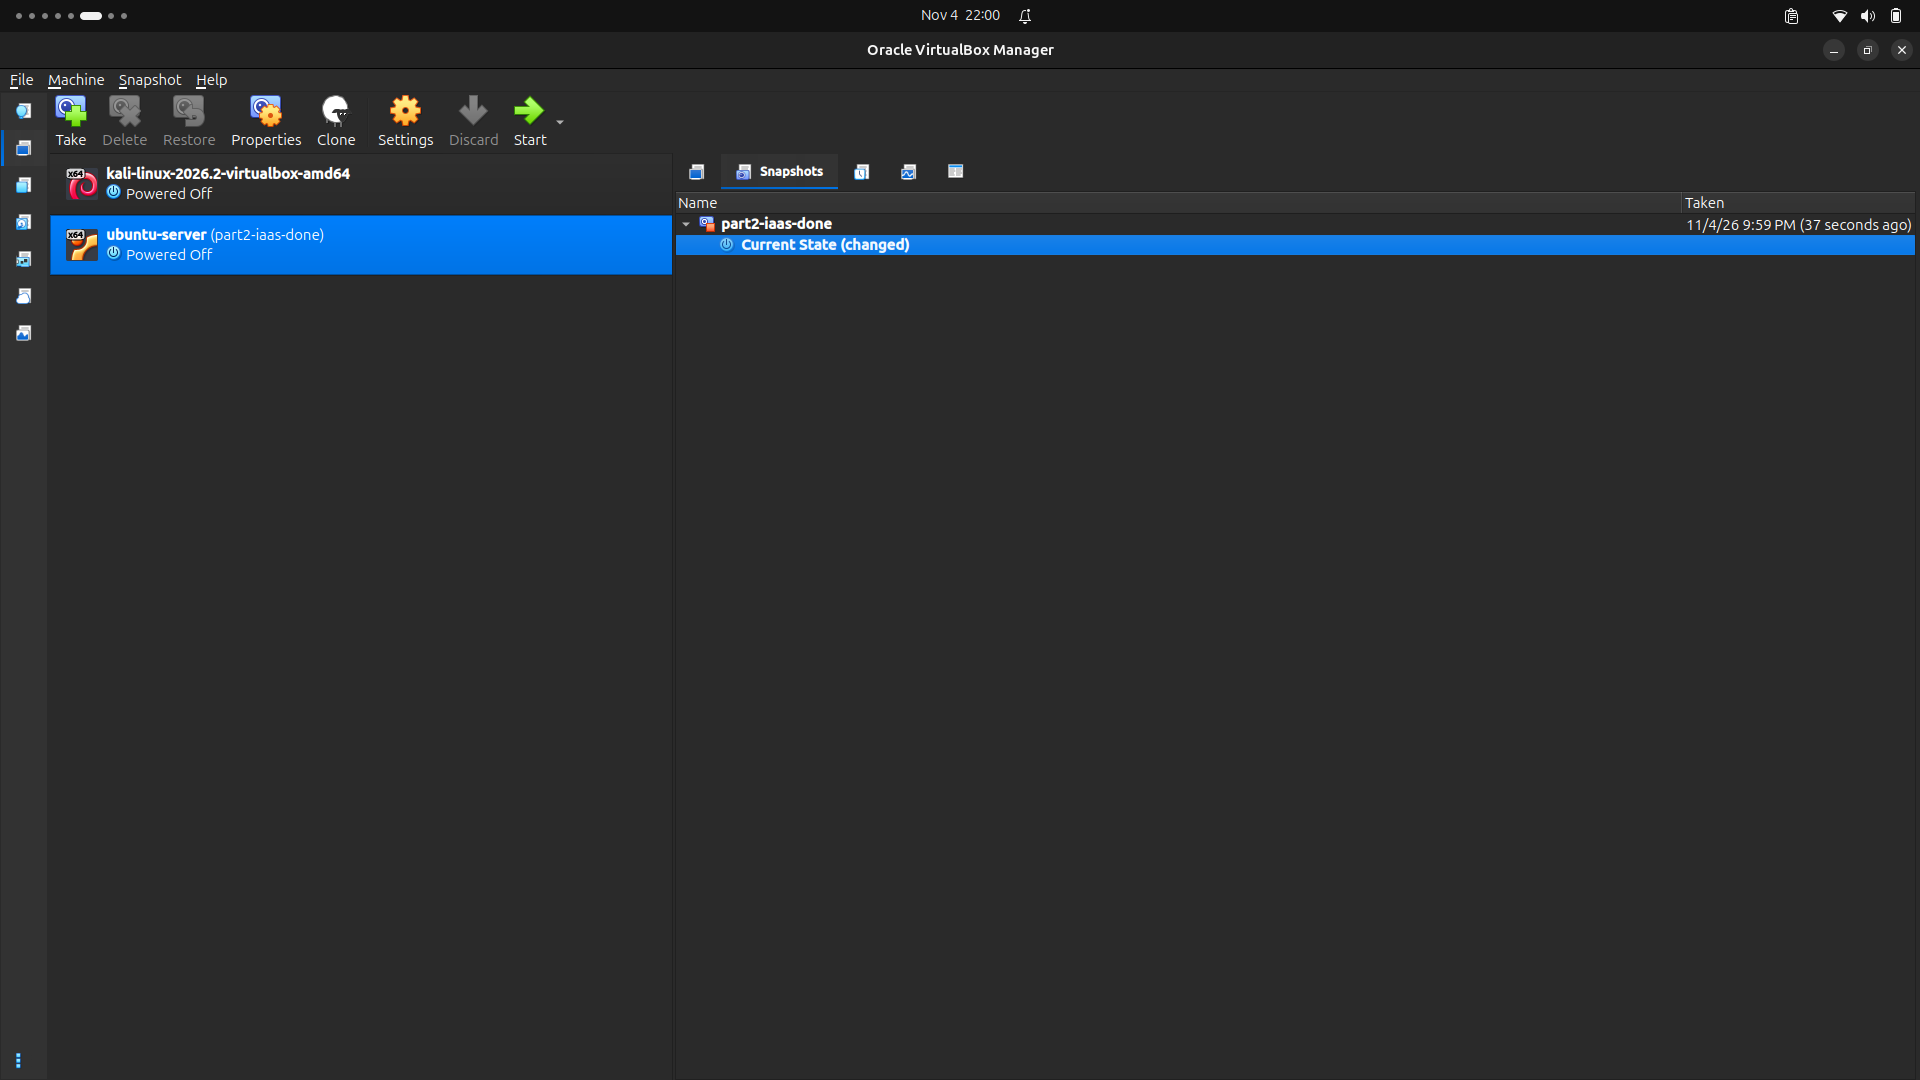 Nov 4 22:00
Oracle VirtualBox Manager
File Machine Snapshot Help
Take Delete Restore Properties Clone Settings Discard Start
x64 kali-linux-2026.2-virtualbox-amd64
Powered Off
x64 ubuntu-server (part2-iaas-done)
Powered Off
Snapshots
Name Taken
part2-iaas-done 11/4/26 9:59 PM (37 seconds ago)
Current State (changed)